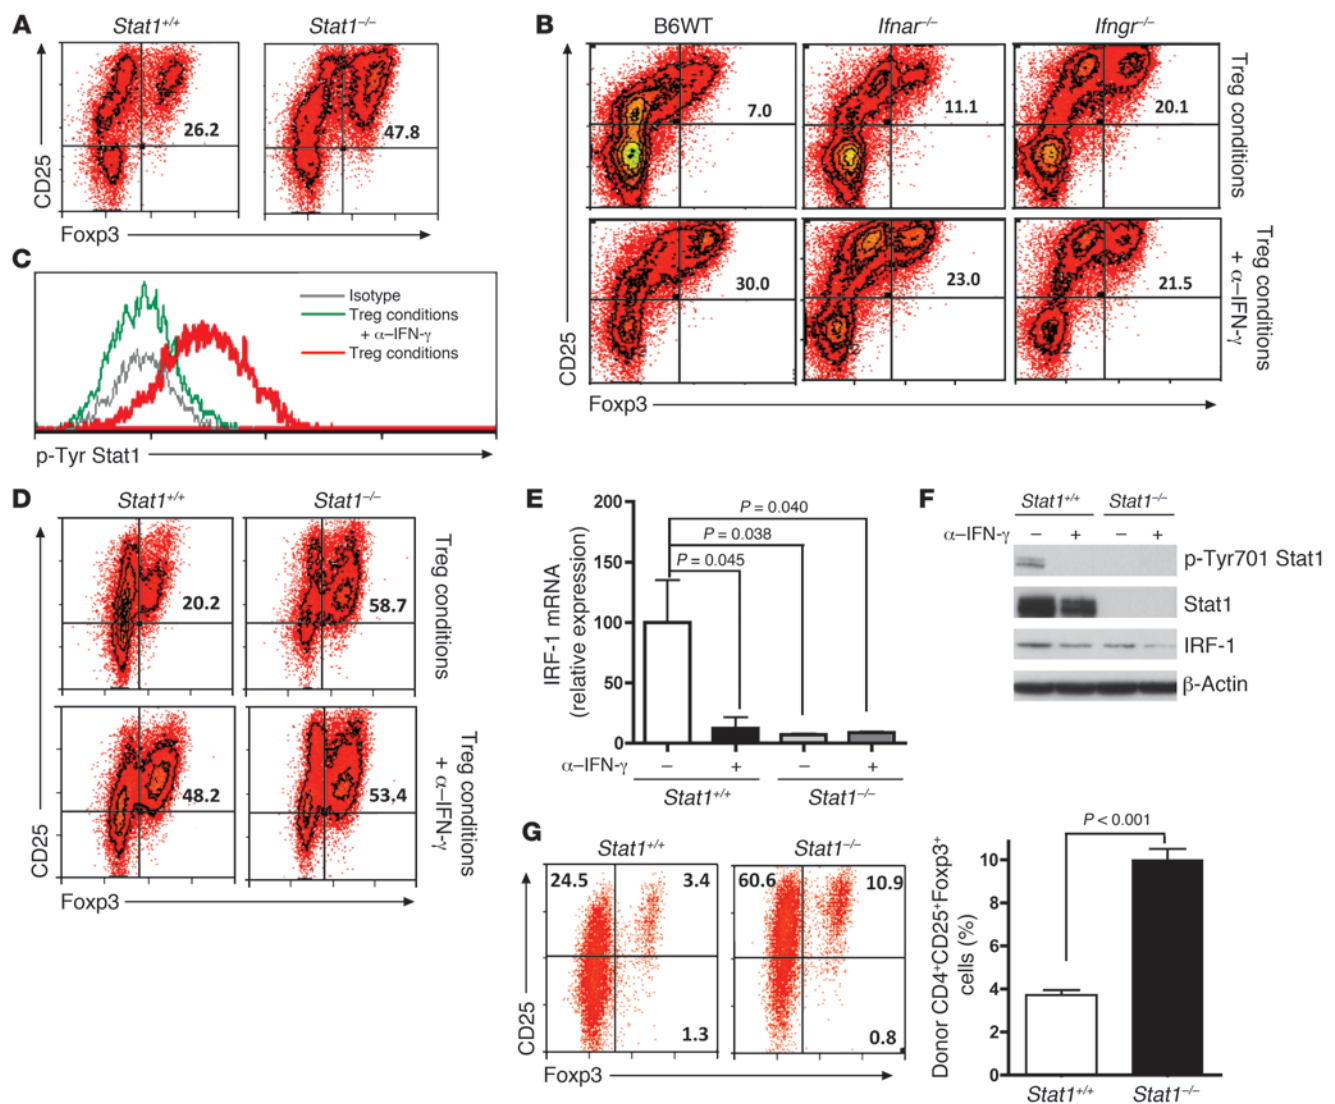 A
Stat1+/+
Stat1–/–
CD25
26.2
47.8
Foxp3
B
B6WT
Ifnar–/–
Ifngr–/–
7.0
11.1
20.1
Treg conditions
30.0
23.0
21.5
Treg conditions
+ α–IFN-γ
CD25
Foxp3
C
Isotype
Treg conditions
+ α–IFN-γ
Treg conditions
p-Tyr Stat1
D
Stat1+/+
Stat1–/–
20.2
58.7
Treg conditions
48.2
53.4
Treg conditions
+ α–IFN-γ
CD25
Foxp3
E
IRF-1 mRNA
(relative expression)
200
150
100
50
0
P = 0.040
P = 0.038
P = 0.045
α–IFN-γ – + – +
Stat1+/+ Stat1–/–
F
Stat1+/+ Stat1–/–
α–IFN-γ – + – +
p-Tyr701 Stat1
Stat1
IRF-1
β-Actin
G
Stat1+/+
Stat1–/–
24.5 3.4
60.6 10.9
1.3
0.8
CD25
Foxp3
Donor CD4+CD25+Foxp3+
cells (%)
10
8
6
4
2
0
P < 0.001
Stat1+/+ Stat1–/–